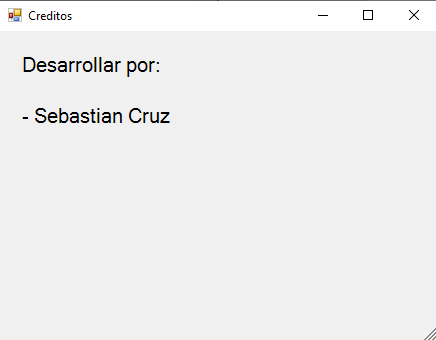 Creditos
Desarrollar por:
- Sebastian Cruz